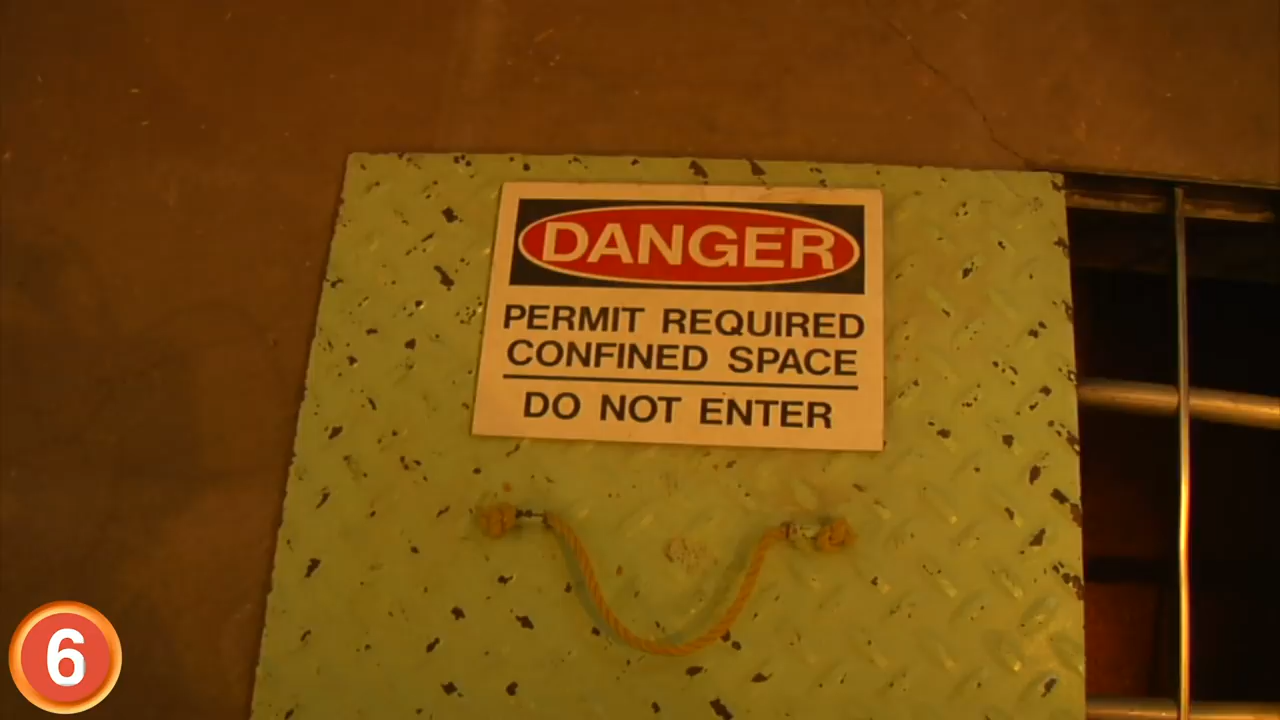 DANGER
PERMIT REQUIRED
CONFINED SPACE
DO NOT ENTER
6